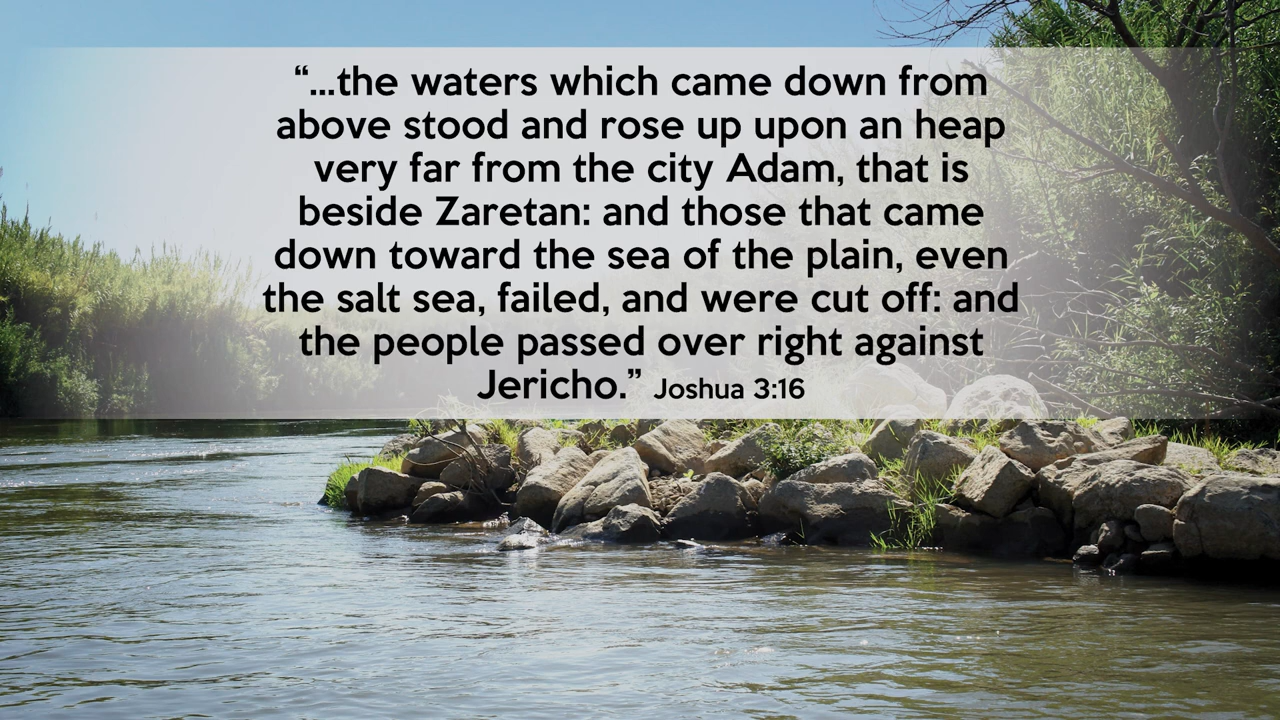 “...the waters which came down from
above stood and rose up upon an heap
very far from the city Adam, that is
beside Zaretan: and those that came
down toward the sea of the plain, even
the salt sea, failed, and were cut off: and
the people passed over right against
Jericho.” Joshua 3:16